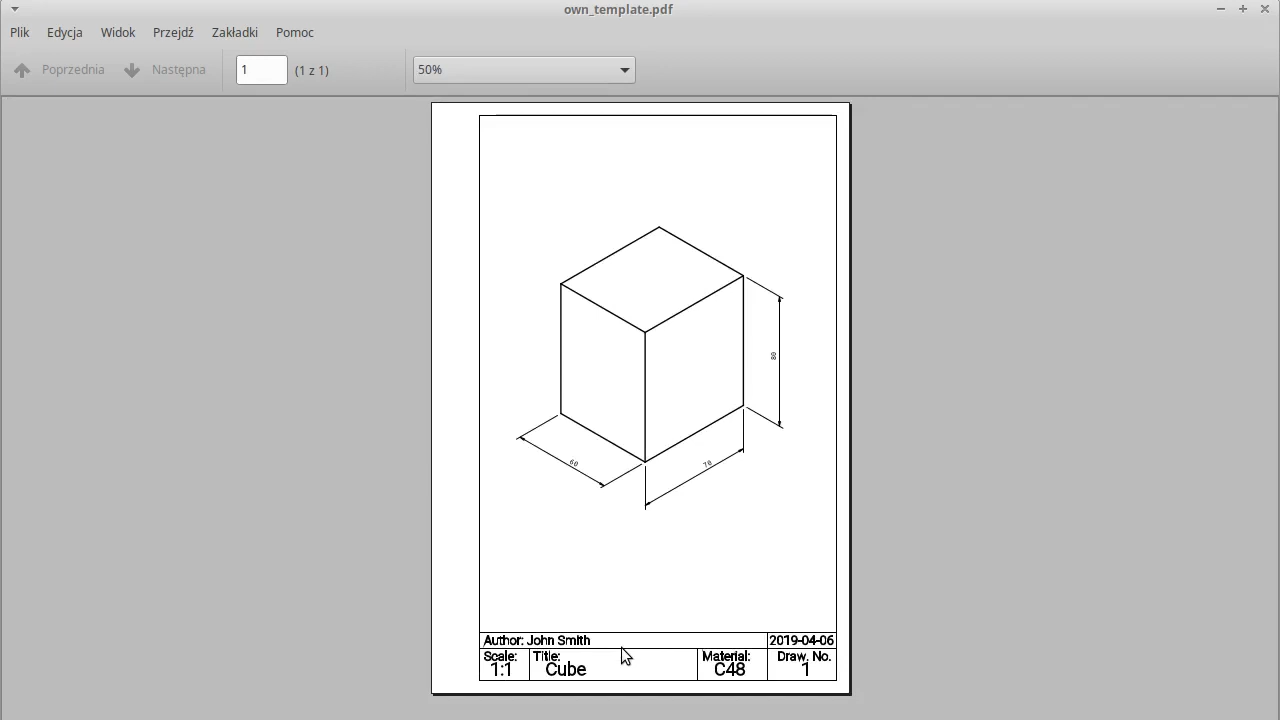 own_template.pdf
Plik Edycja Widok Przejdź Zakładki Pomoc
Poprzednia Następna 1 (1 z 1) 50%
80
60
70
Author: John Smith 2019-04-06
Scale: Title: Material: Draw. No.
1:1 Cube C48 1